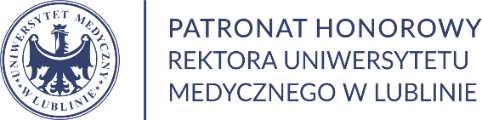 UNIWERSYTET MEDYCZNY
W LUBLINIE
PATRONAT HONOROWY
REKTORA UNIWERSYTETU
MEDYCZNEGO W LUBLINIE